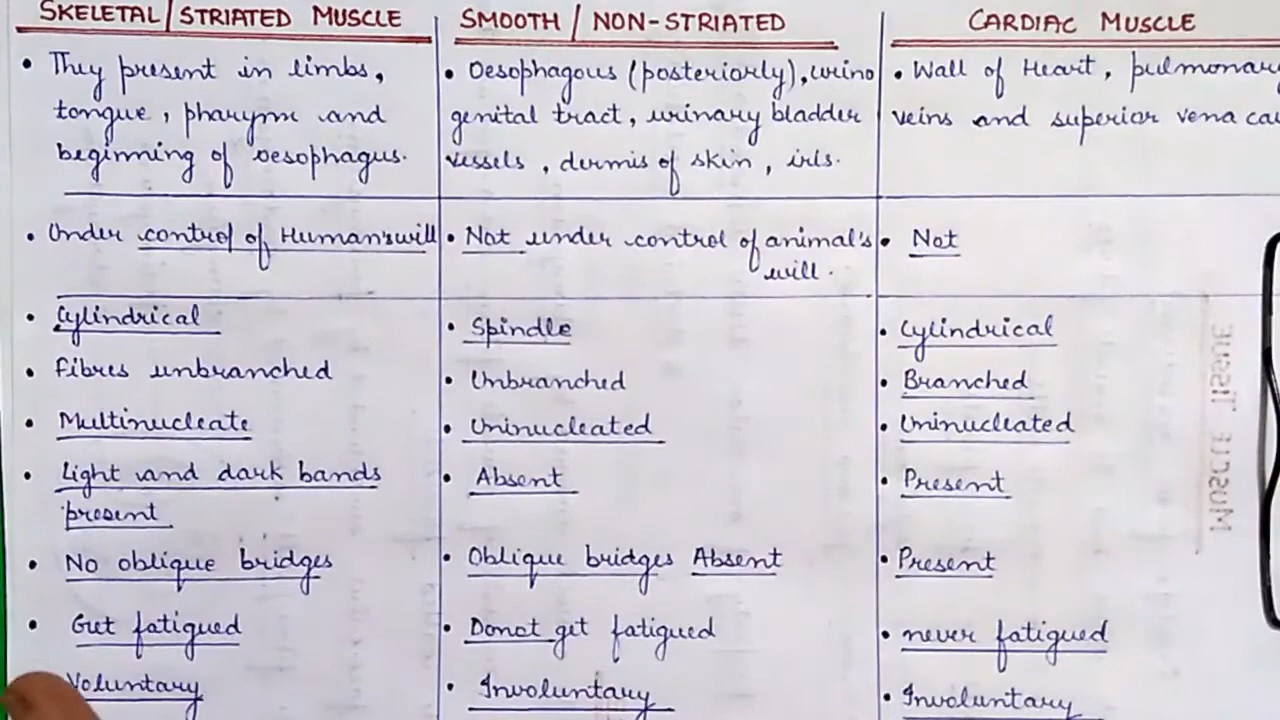 SKELETAL/STRIATED MUSCLE
• They present in limbs,
tongue, pharynx and
beginning of oesophagus.
• Under control of Human'swill
• Cylindrical
• Fibres unbranched
• Multinucleate
• Light and dark bands
present
• No oblique bridges
• Get fatigued
Voluntary
SMOOTH / NON-STRIATED
• Oesophagous (posteriorly), urino
genital tract, urinary bladder
vessels, dermis of skin, iris.
• Not under control of animal's
will.
• Spindle
• Unbranched
• Uninucleated
• Absent
• Oblique bridges Absent
• Donot get fatigued
• Involuntary
CARDIAC MUSCLE
• Wall of Heart, pulmonary
veins and superior vena ca
• Not
• Cylindrical
• Branched
• Uninucleated
• Present
• Present
• never fatigued
• Involuntary
MUSCLE TISSUE